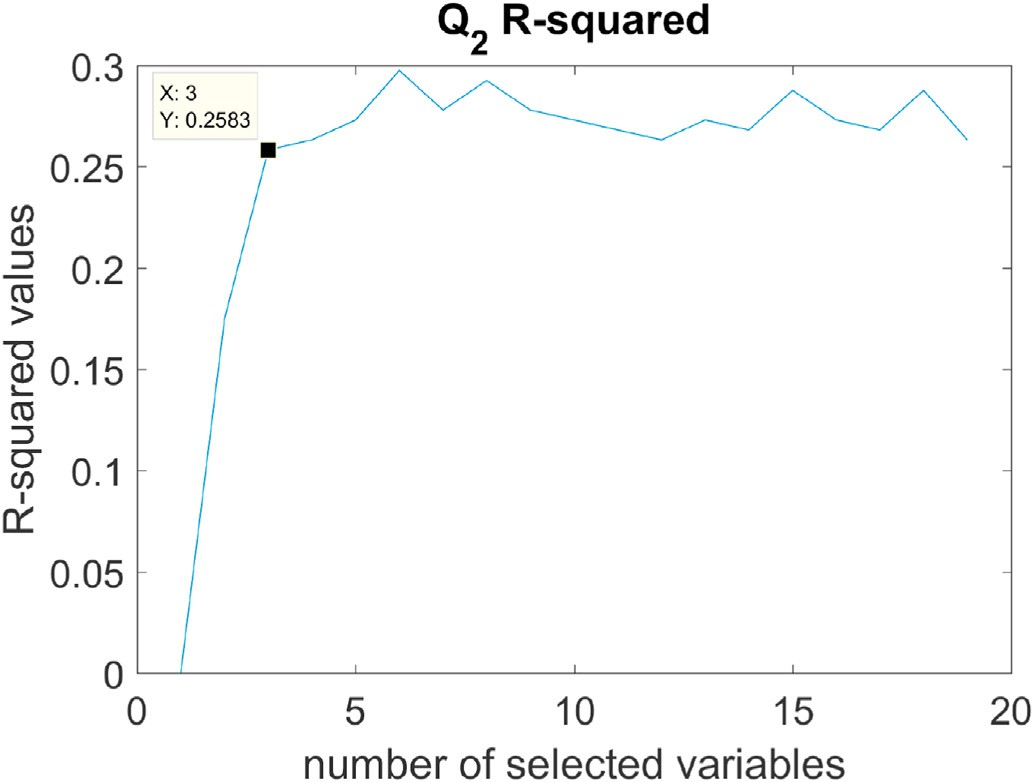 Q2 R-squared
X: 3
Y: 0.2583
0.3
0.25
0.2
0.15
0.1
0.05
0
R-squared values
0 5 10 15 20
number of selected variables